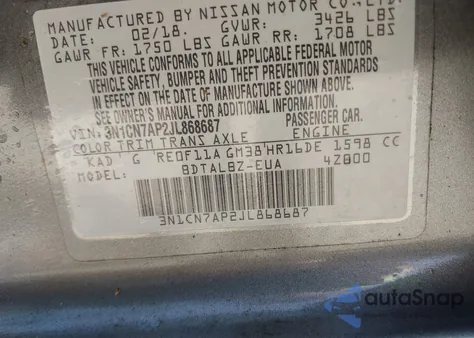 MANUFACTURED BY NISSAN MOTOR CO., LTD.
DATE: 02/18. GVWR: 3426 LBS
GAWR FR: 1750 LBS GAWR RR: 1708 LBS
THIS VEHICLE CONFORMS TO ALL APPLICABLE FEDERAL MOTOR
VEHICLE SAFETY, BUMPER AND THEFT PREVENTION STANDARDS
IN EFFECT ON THE DATE OF MANUFACTURE SHOWN ABOVE.
SEE OWNER'S MANUAL FOR ADDITIONAL INFORMATION.
VIN: 3N1CN7AP2JL868687 PASSENGER CAR.
COLOR TRIM TRANS AXLE ENGINE
KAD G RE0F11A GM38 HR16DE 1598 CC
BDTALBZ-EUA 4Z800
3N1CN7AP2JL868687
autoSnap